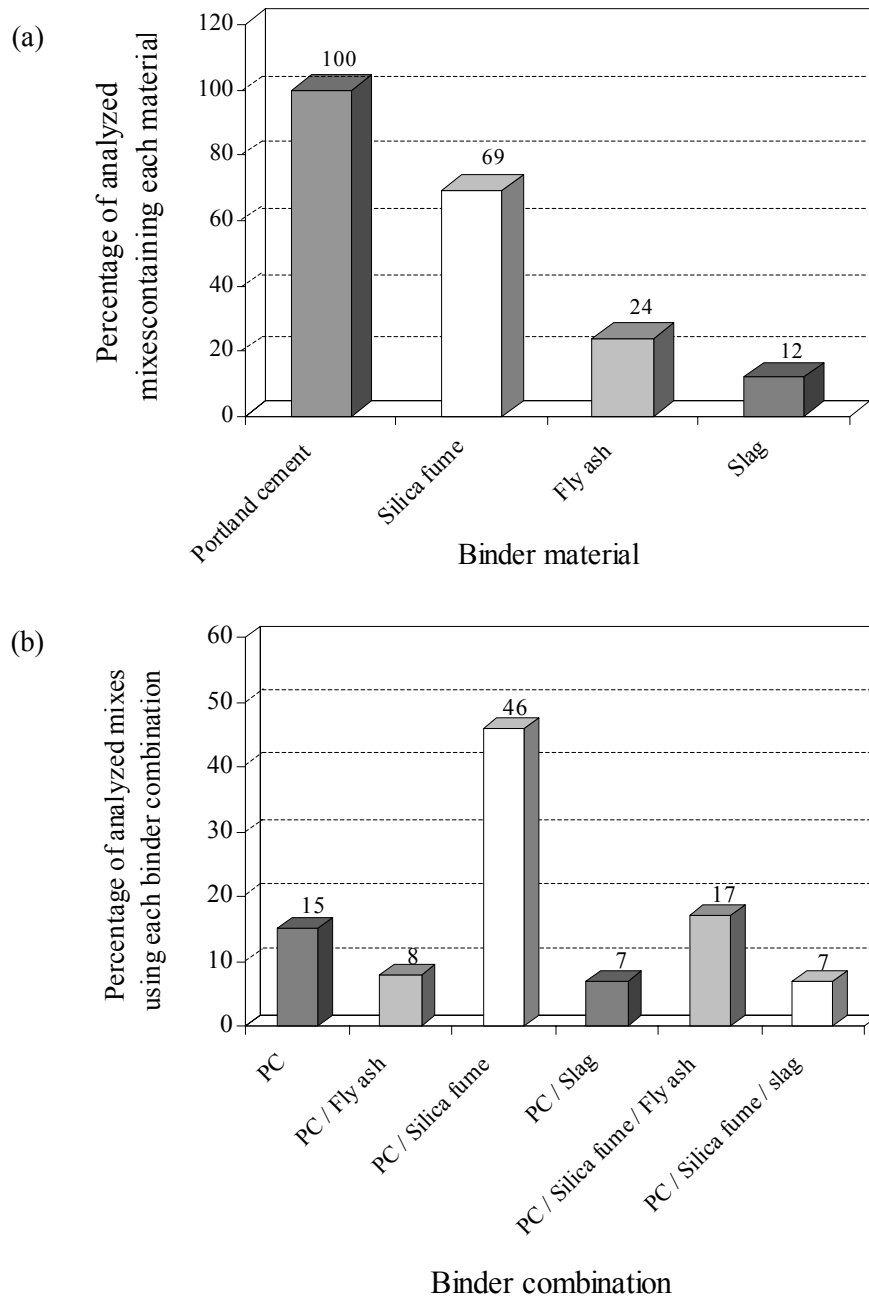 (a)
Percentage of analyzed
mixescontaining each material
120
100
80
60
40
20
0
100
69
24
12
Portland cement
Silica fume
Fly ash
Slag
Binder material
(b)
Percentage of analyzed mixes
using each binder combination
60
50
40
30
20
10
0
15
8
46
7
17
7
PC
PC / Fly ash
PC / Silica fume
PC / Slag
PC / Silica fume / Fly ash
PC / Silica fume / slag
Binder combination